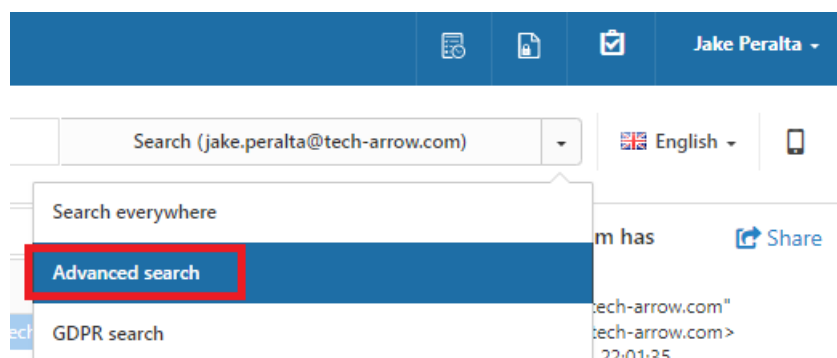 Jake Peralta
Search (jake.peralta@tech-arrow.com)
English
Search everywhere
m has
Share
Advanced search
tech-arrow.com"
GDPR search
tech
tech-arrow.com>
22:01:35